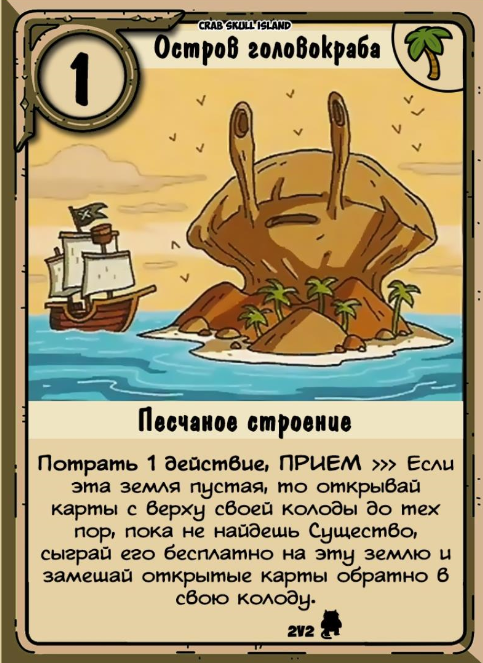 CRAB SKULL ISLAND
Остров головокраба
1
Песчаное строение
Потрать 1 действие, ПРИЕМ >>> Если
эта земля пустая, то открывай
карты с верху своей колоды до тех
пор, пока не найдешь Существо,
сыграй его бесплатно на эту землю и
замешай открытые карты обратно в
свою колоду.
2V2